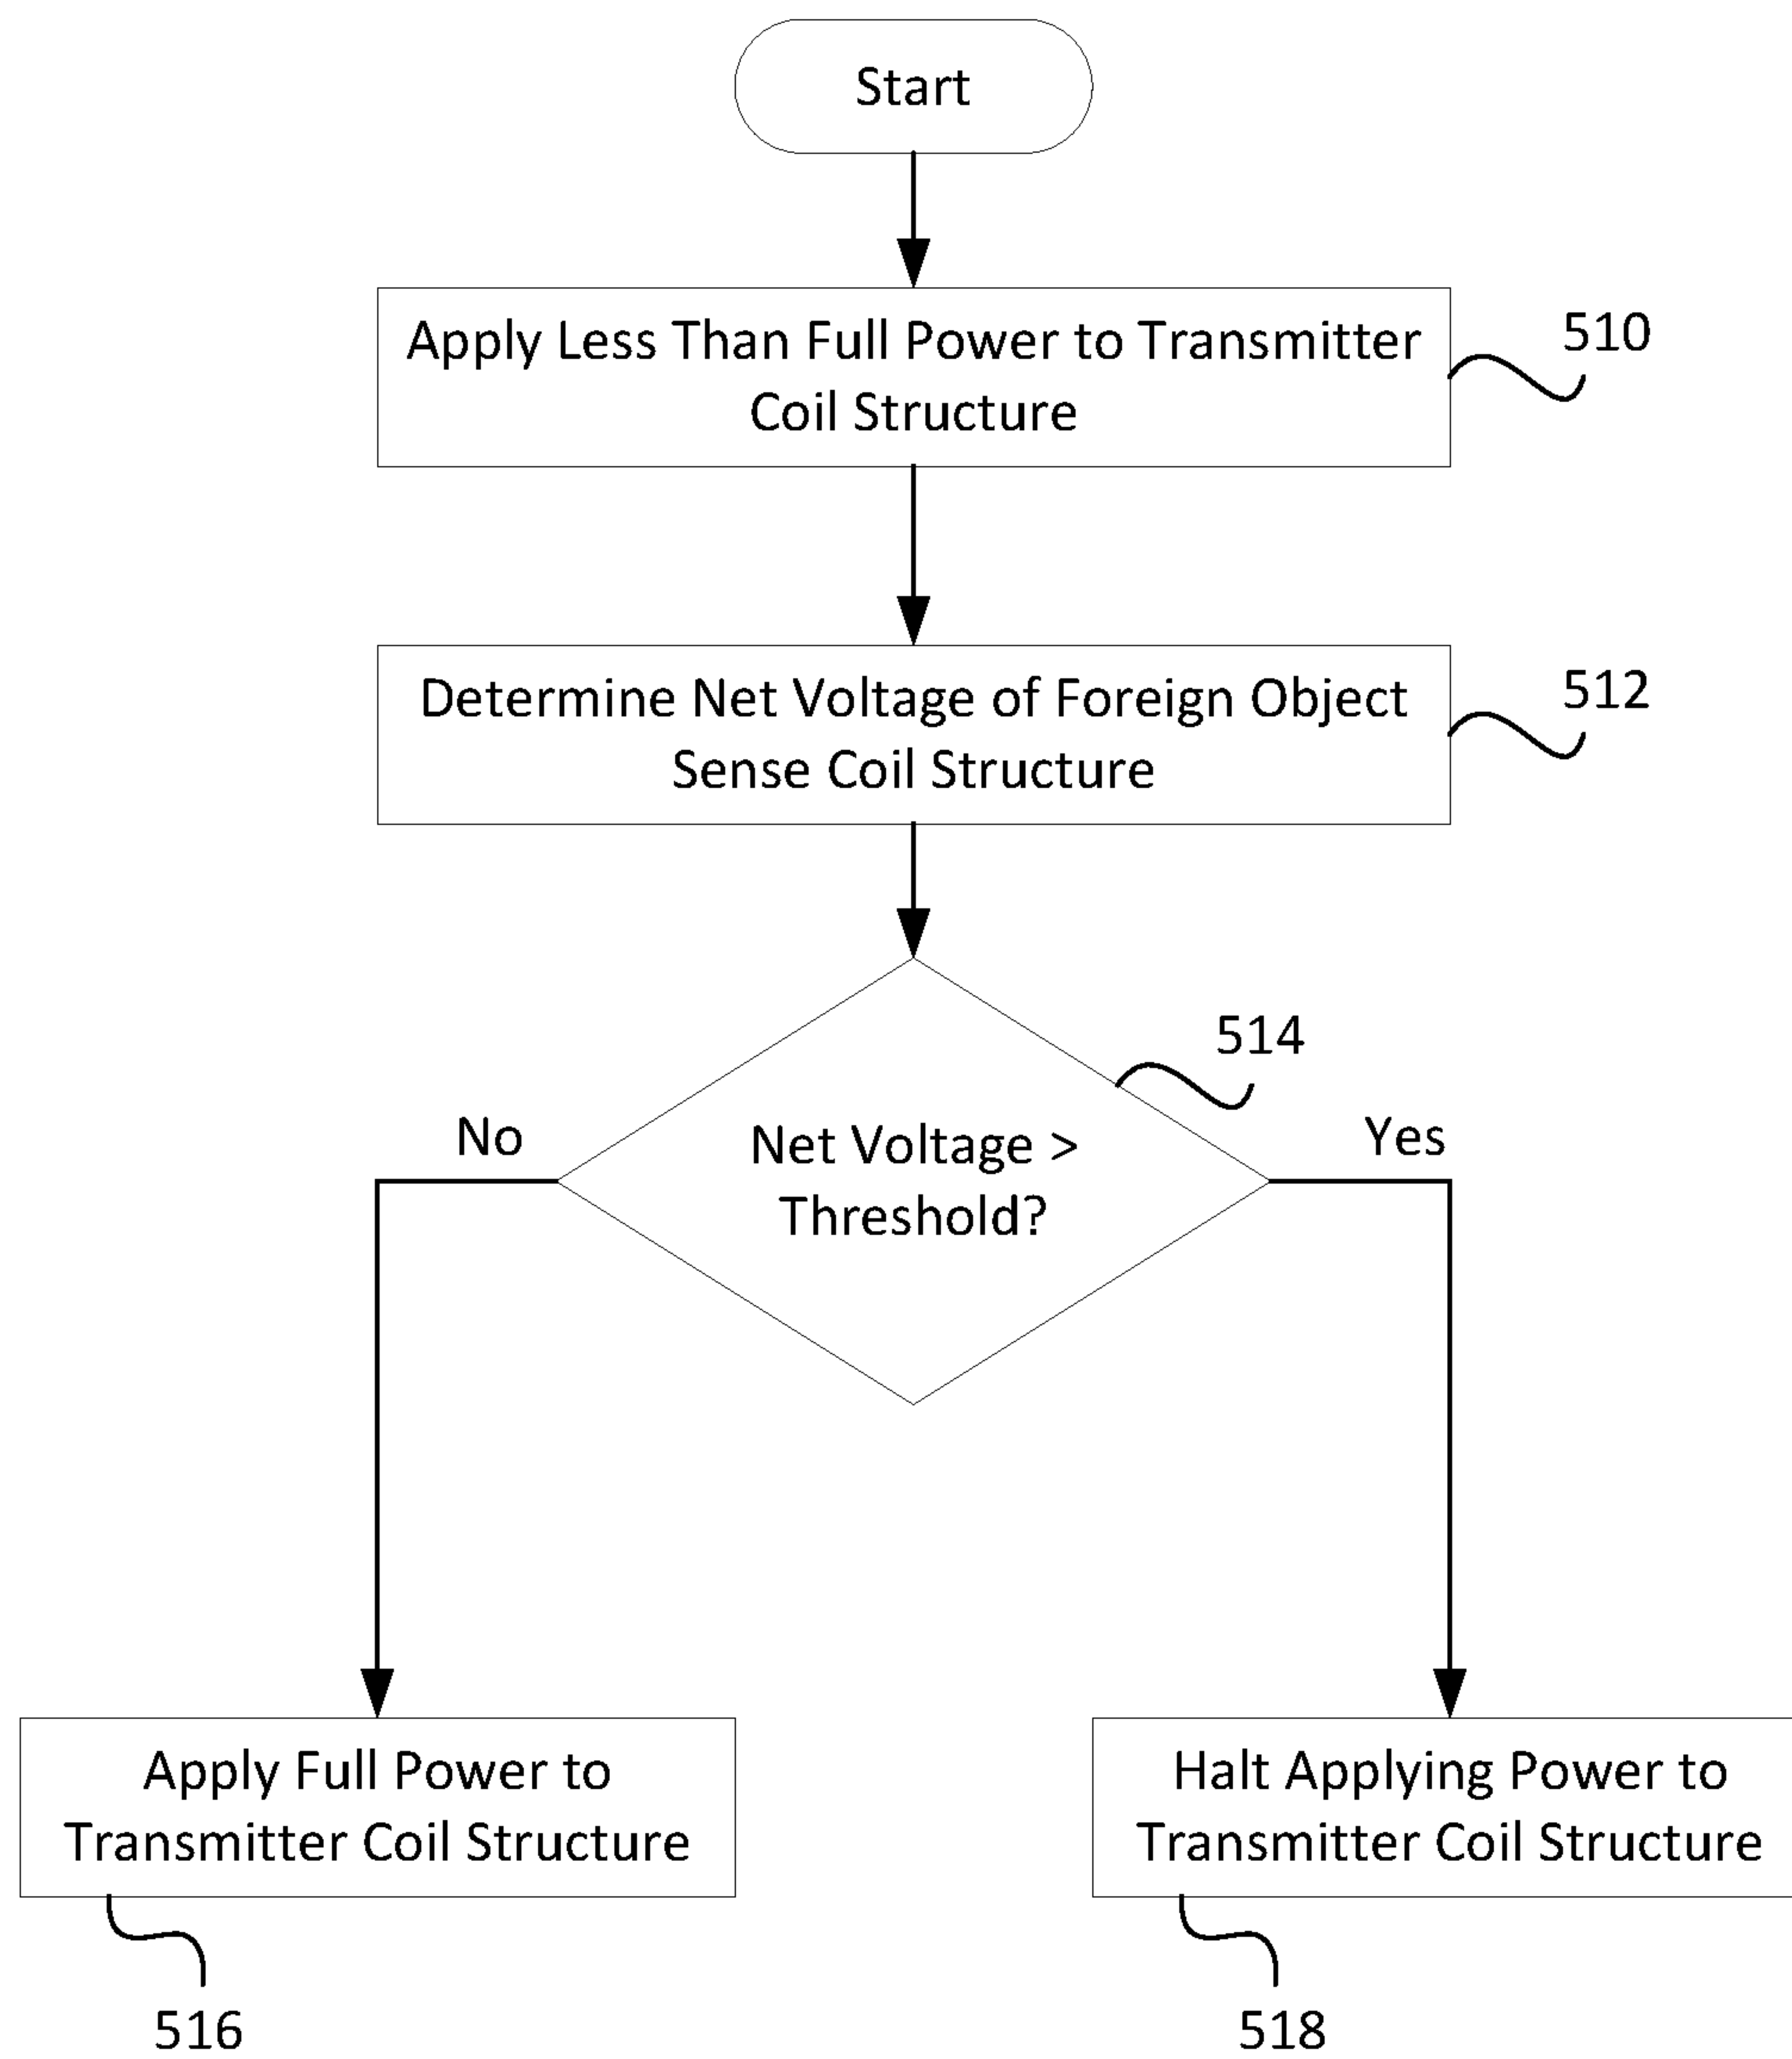 Start
Apply Less Than Full Power to Transmitter
Coil Structure
510
Determine Net Voltage of Foreign Object
Sense Coil Structure
512
514
No
Net Voltage >
Threshold?
Yes
Apply Full Power to
Transmitter Coil Structure
Halt Applying Power to
Transmitter Coil Structure
516
518